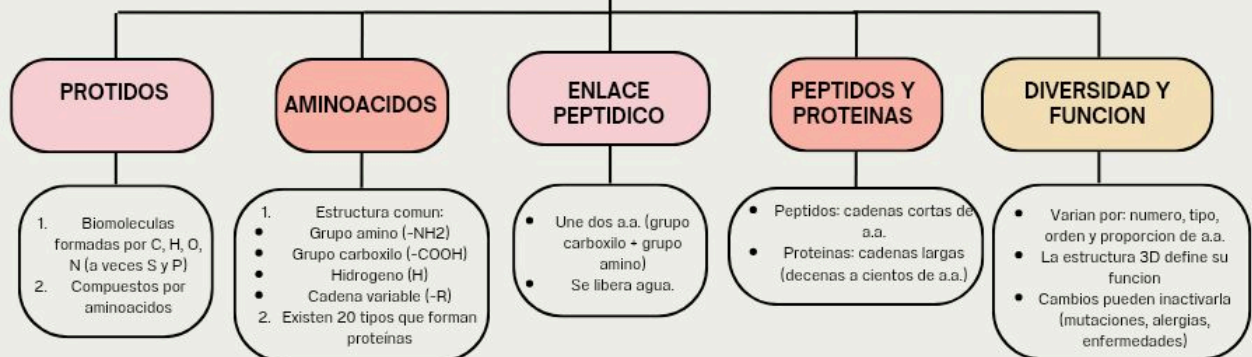 PROTIDOS
AMINOACIDOS
ENLACE
PEPTIDICO
PEPTIDOS Y
PROTEINAS
DIVERSIDAD Y
FUNCION
1. Biomoleculas
formadas por C, H, O,
N (a veces S y P)
2. Compuestos por
aminoacidos
1. Estructura comun:
• Grupo amino (-NH2)
• Grupo carboxilo (-COOH)
• Hidrogeno (H)
• Cadena variable (-R)
2. Existen 20 tipos que forman
proteínas
• Une dos a.a. (grupo
carboxilo + grupo
amino)
• Se libera agua.
• Peptidos: cadenas cortas de
a.a.
• Proteinas: cadenas largas
(decenas a cientos de a.a.)
• Varian por: numero, tipo,
orden y proporcion de a.a.
• La estructura 3D define su
funcion
• Cambios pueden inactivarla
(mutaciones, alergias,
enfermedades)